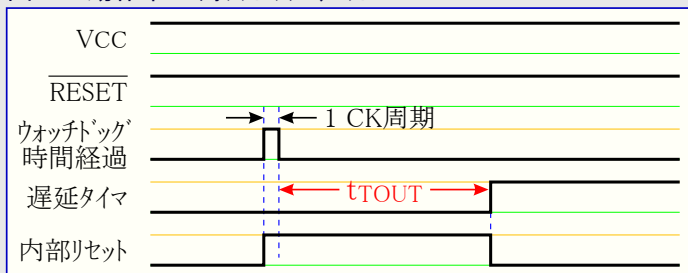 VCC
RESET
ウォッチドッグ
時間経過
1 CK周期
遅延タイマ
tTOUT
内部リセット